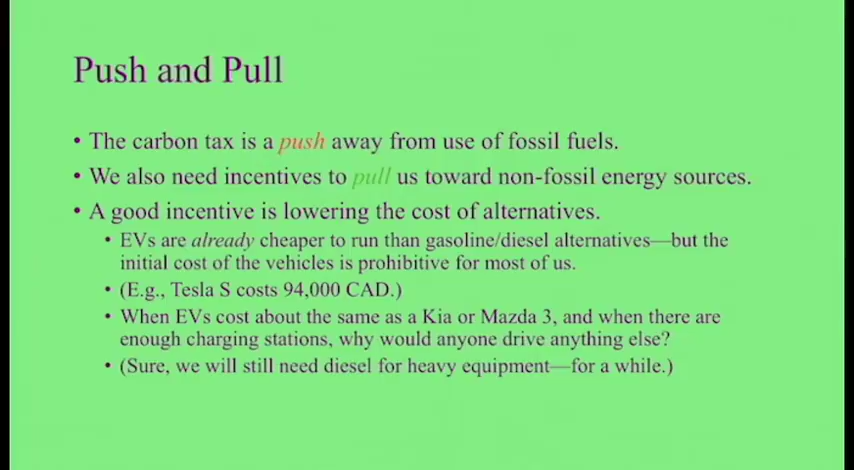 Push and Pull
• The carbon tax is a push away from use of fossil fuels.
• We also need incentives to pull us toward non-fossil energy sources.
• A good incentive is lowering the cost of alternatives.
• EVs are already cheaper to run than gasoline/diesel alternatives—but the
initial cost of the vehicles is prohibitive for most of us.
• (E.g., Tesla S costs 94,000 CAD.)
• When EVs cost about the same as a Kia or Mazda 3, and when there are
enough charging stations, why would anyone drive anything else?
• (Sure, we will still need diesel for heavy equipment—for a while.)